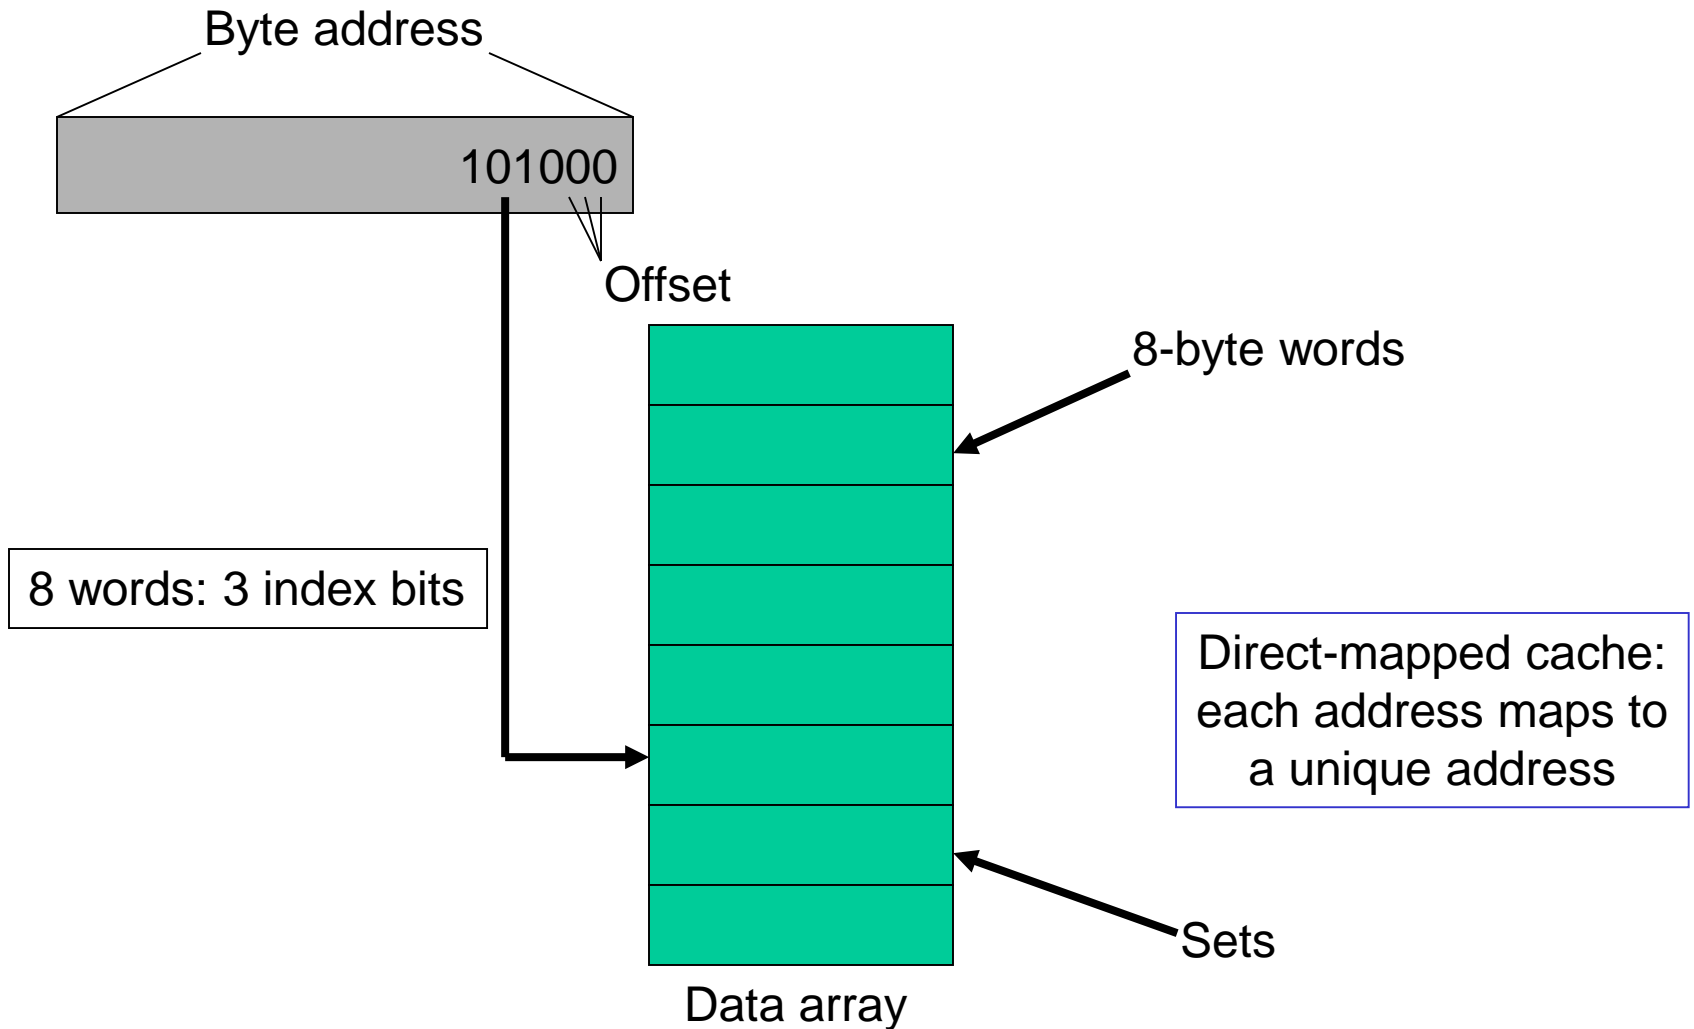 Byte address
101000
Offset
8-byte words
8 words: 3 index bits
Direct-mapped cache:
each address maps to
a unique address
Sets
Data array